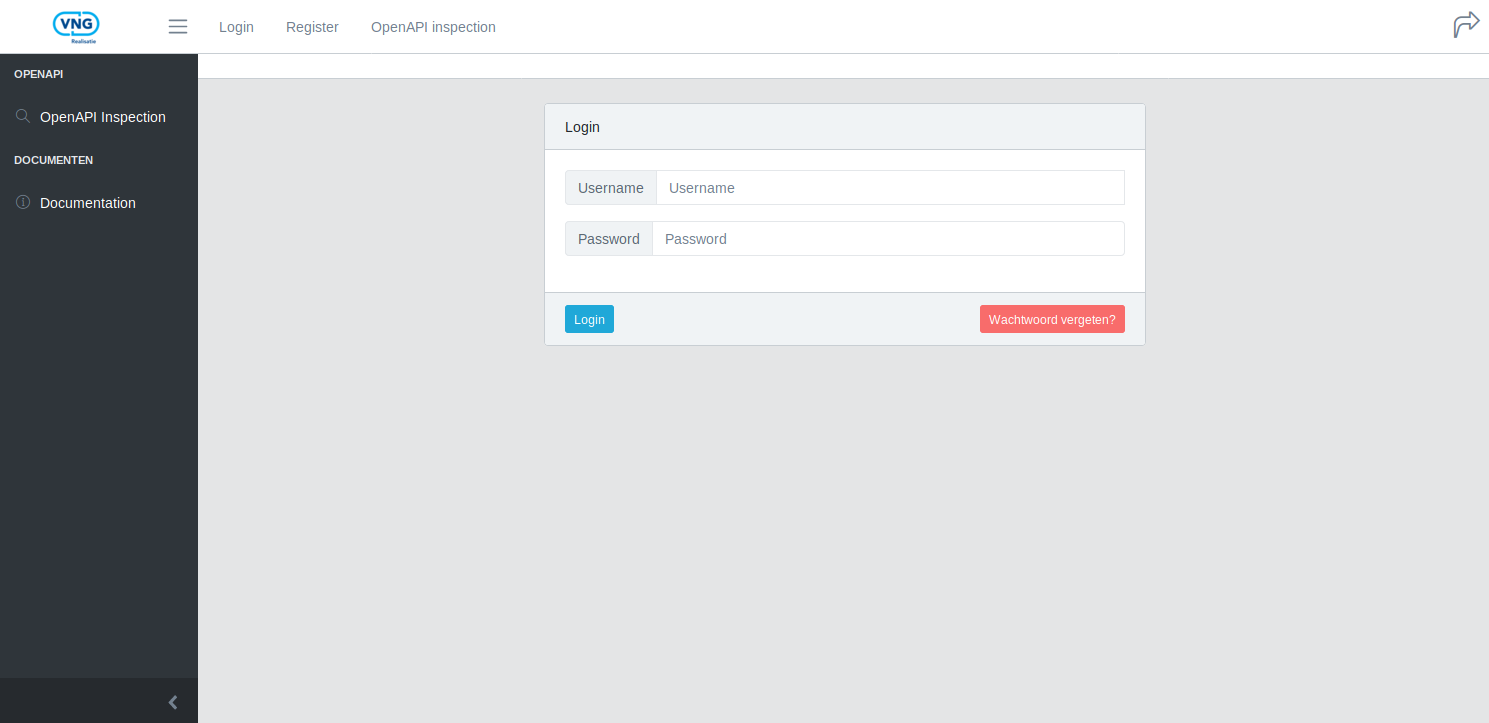 VNG
Realisatie
Login
Register
OpenAPI inspection
OPENAPI
OpenAPI Inspection
DOCUMENTEN
Documentation
Login
Username
Username
Password
Password
Login
Wachtwoord vergeten?